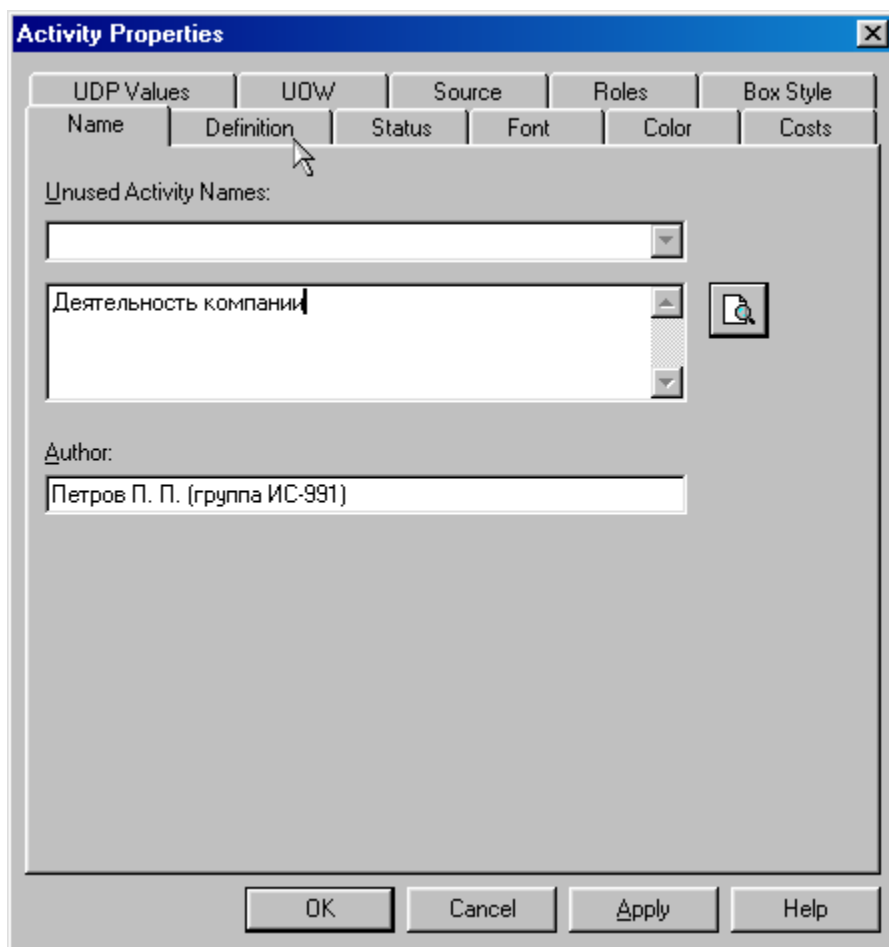 Activity Properties
UDP Values UOW Source Roles Box Style
Name Definition Status Font Color Costs
Unused Activity Names:
Деятельность компании
Author:
Петров П. П. (группа ИС-991)
OK Cancel Apply Help